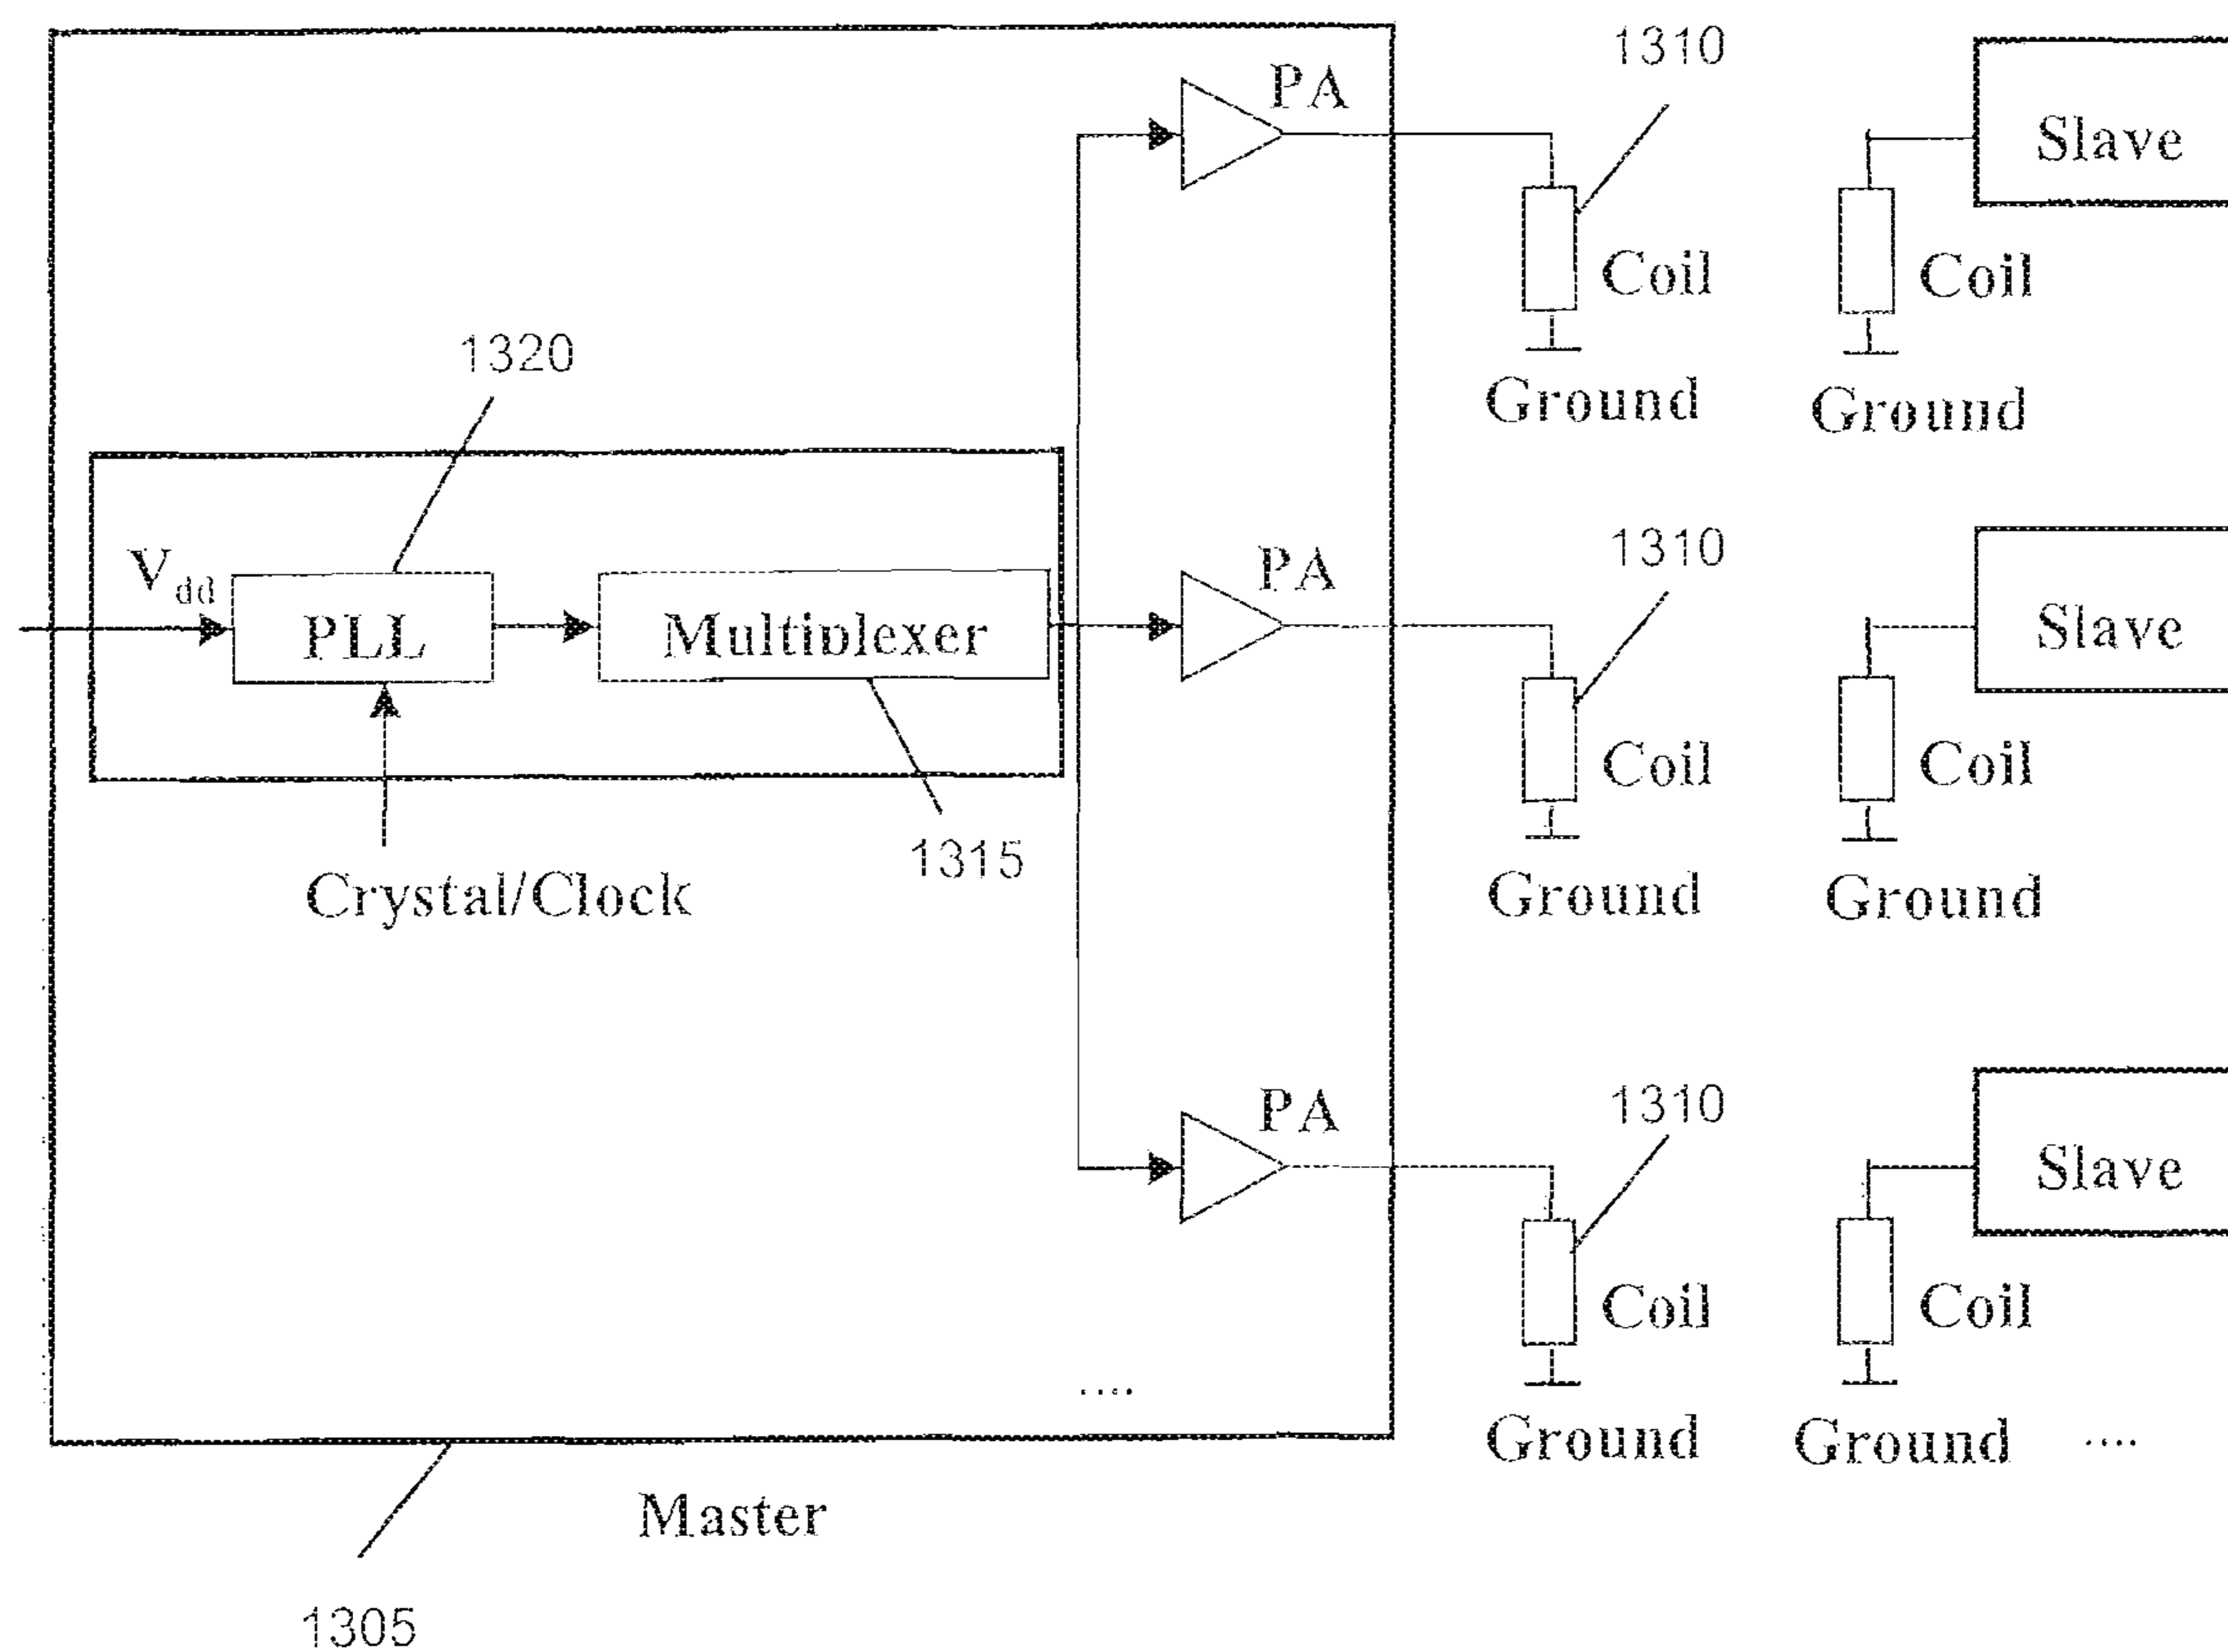 1310
PA
Slave
Coil
Coil
Ground
Ground
1320
1310
PA
Vdd
PLL
Multiplexer
Slave
Coil
Coil
1315
Crystal/Clock
Ground
Ground
1310
PA
Slave
Coil
Coil
....
Ground
Ground
....
Master
1305